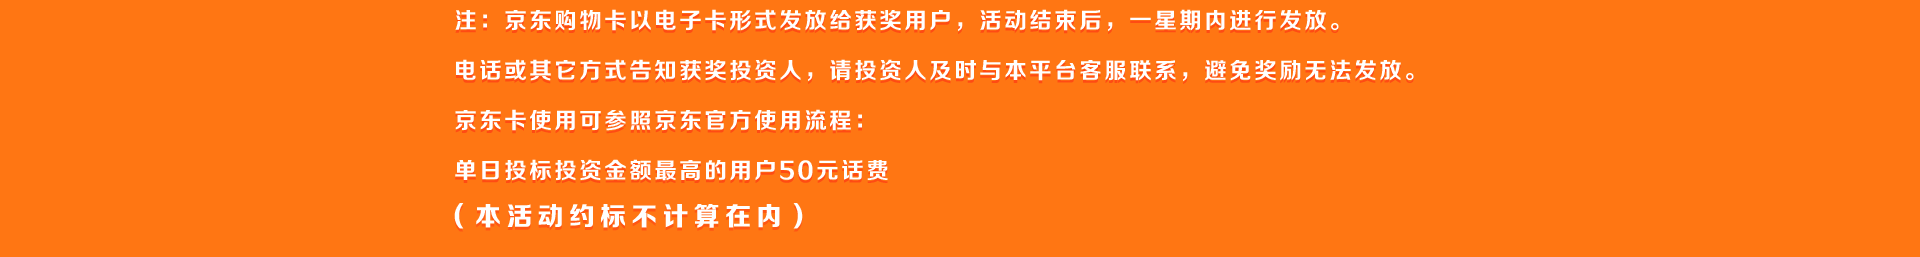 注：京东购物卡以电子卡形式发放给获奖用户，活动结束后，一星期内进行发放。
电话或其它方式告知获奖投资人，请投资人及时与本平台客服联系，避免奖励无法发放。
京东卡使用可参照京东官方使用流程：
单日投标投资金额最高的用户50元话费
（本活动约标不计算在内）